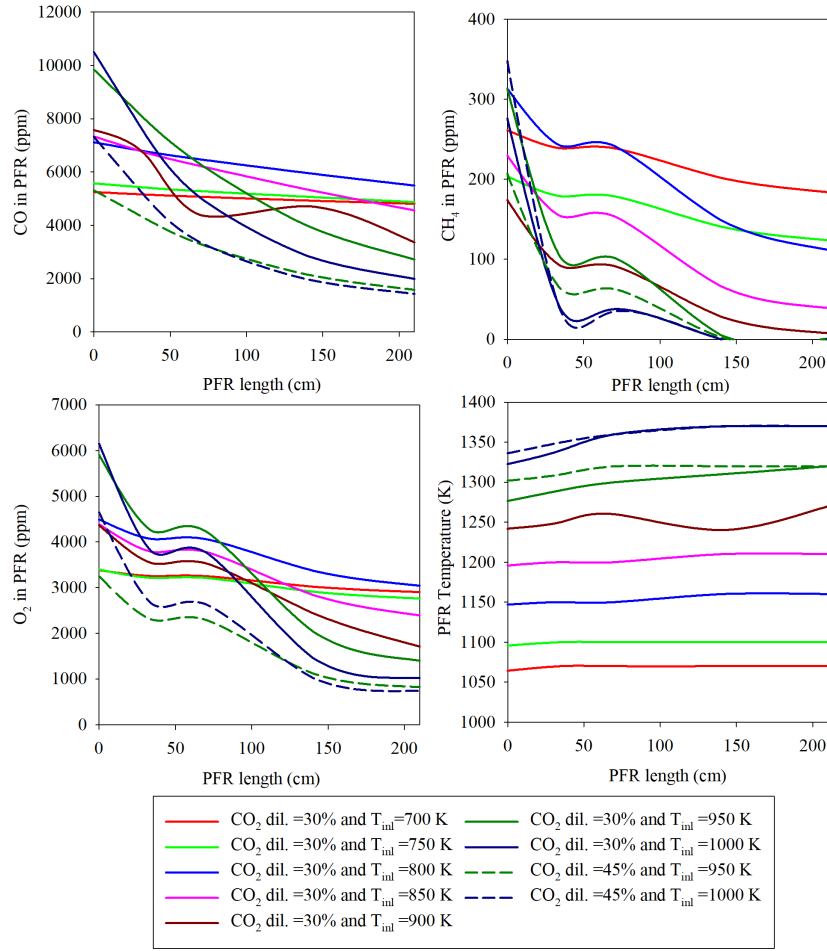 12000
10000
8000
6000
4000
2000
0
CO in PFR (ppm)
0 50 100 150 200
PFR length (cm)
400
300
200
100
0
CH4 in PFR (ppm)
0 50 100 150 200
PFR length (cm)
7000
6000
5000
4000
3000
2000
1000
0
O2 in PFR (ppm)
0 50 100 150 200
PFR length (cm)
1400
1350
1300
1250
1200
1150
1100
1050
1000
PFR Temperature (K)
0 50 100 150 200
PFR length (cm)
CO2 dil. =30% and Tinl=700 K
CO2 dil. =30% and Tinl=750 K
CO2 dil. =30% and Tinl=800 K
CO2 dil. =30% and Tinl=850 K
CO2 dil. =30% and Tinl=900 K
CO2 dil. =30% and Tinl=950 K
CO2 dil. =30% and Tinl=1000 K
CO2 dil. =45% and Tinl=950 K
CO2 dil. =45% and Tinl=1000 K